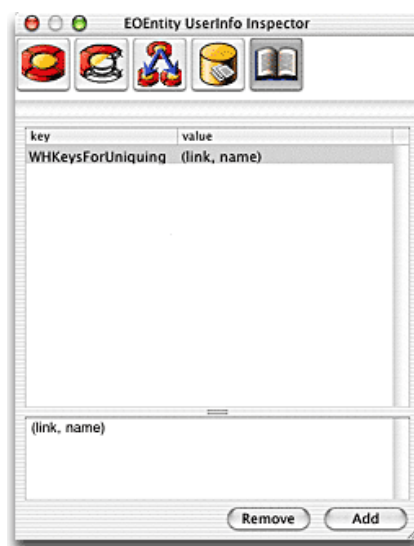 EOEntity UserInfo Inspector
key value
WHKeysForUniquing (link, name)
(link, name)
Remove Add